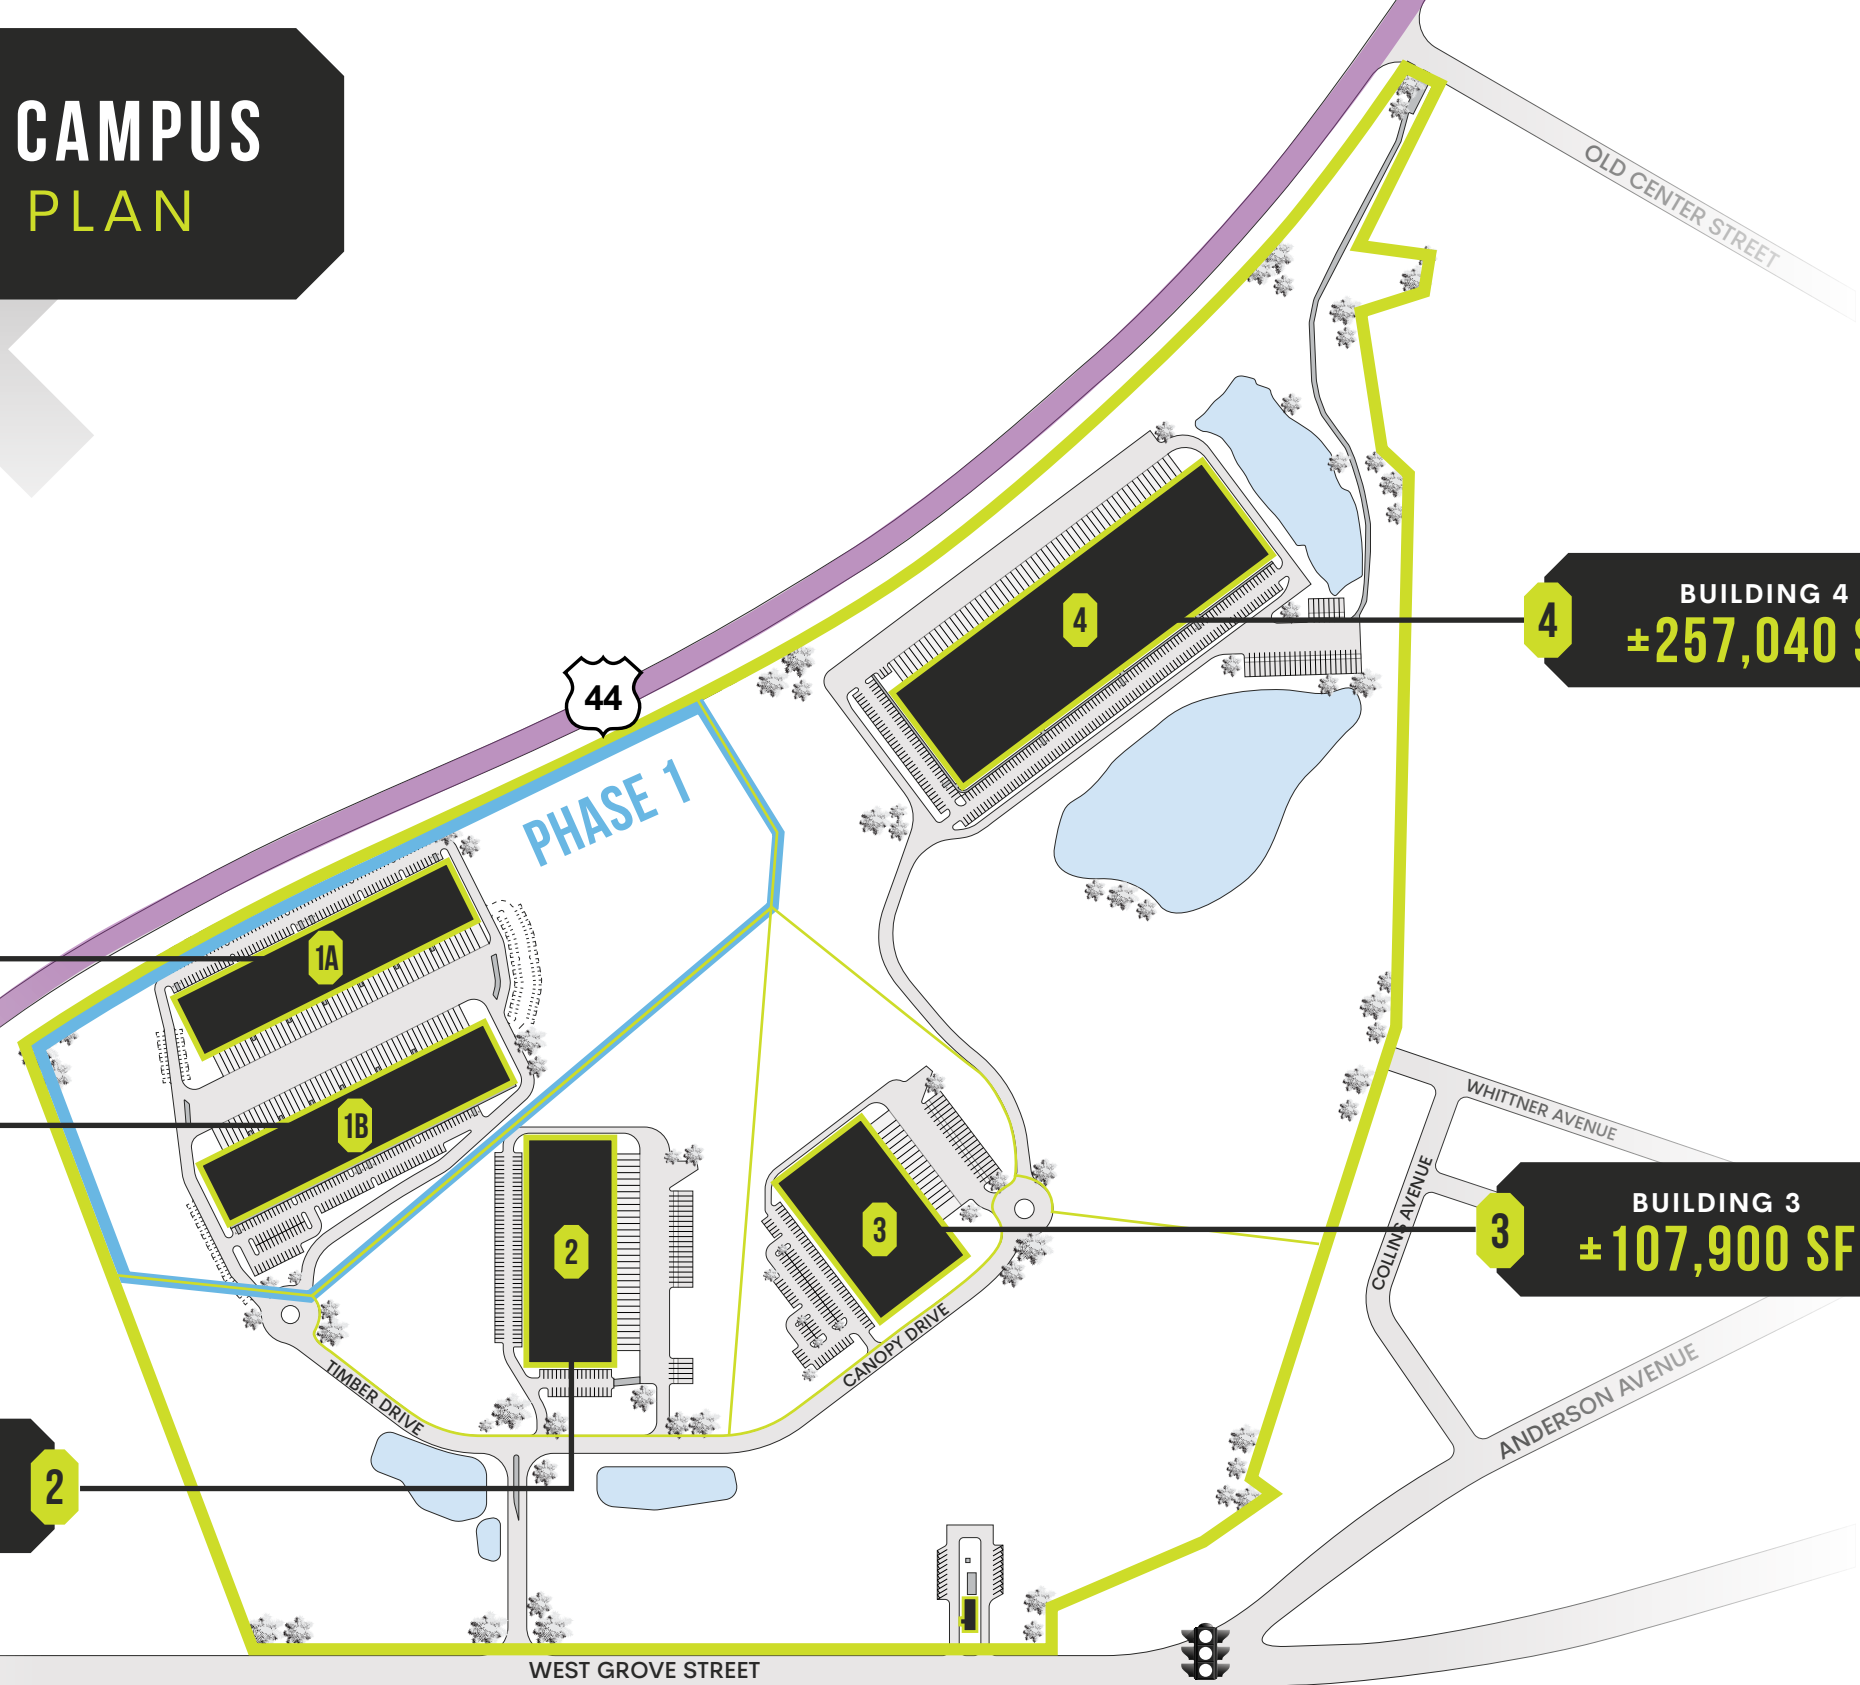 CAMPUS
PLAN
OLD CENTER STREET
4
4
BUILDING 4
±257,040
44
PHASE 1
1A
1B
WHITTNER AVENUE
COLLINS AVENUE
2
3
3
BUILDING 3
±107,900 SF
CANOPY DRIVE
TIMBER DRIVE
ANDERSON AVENUE
2
WEST GROVE STREET